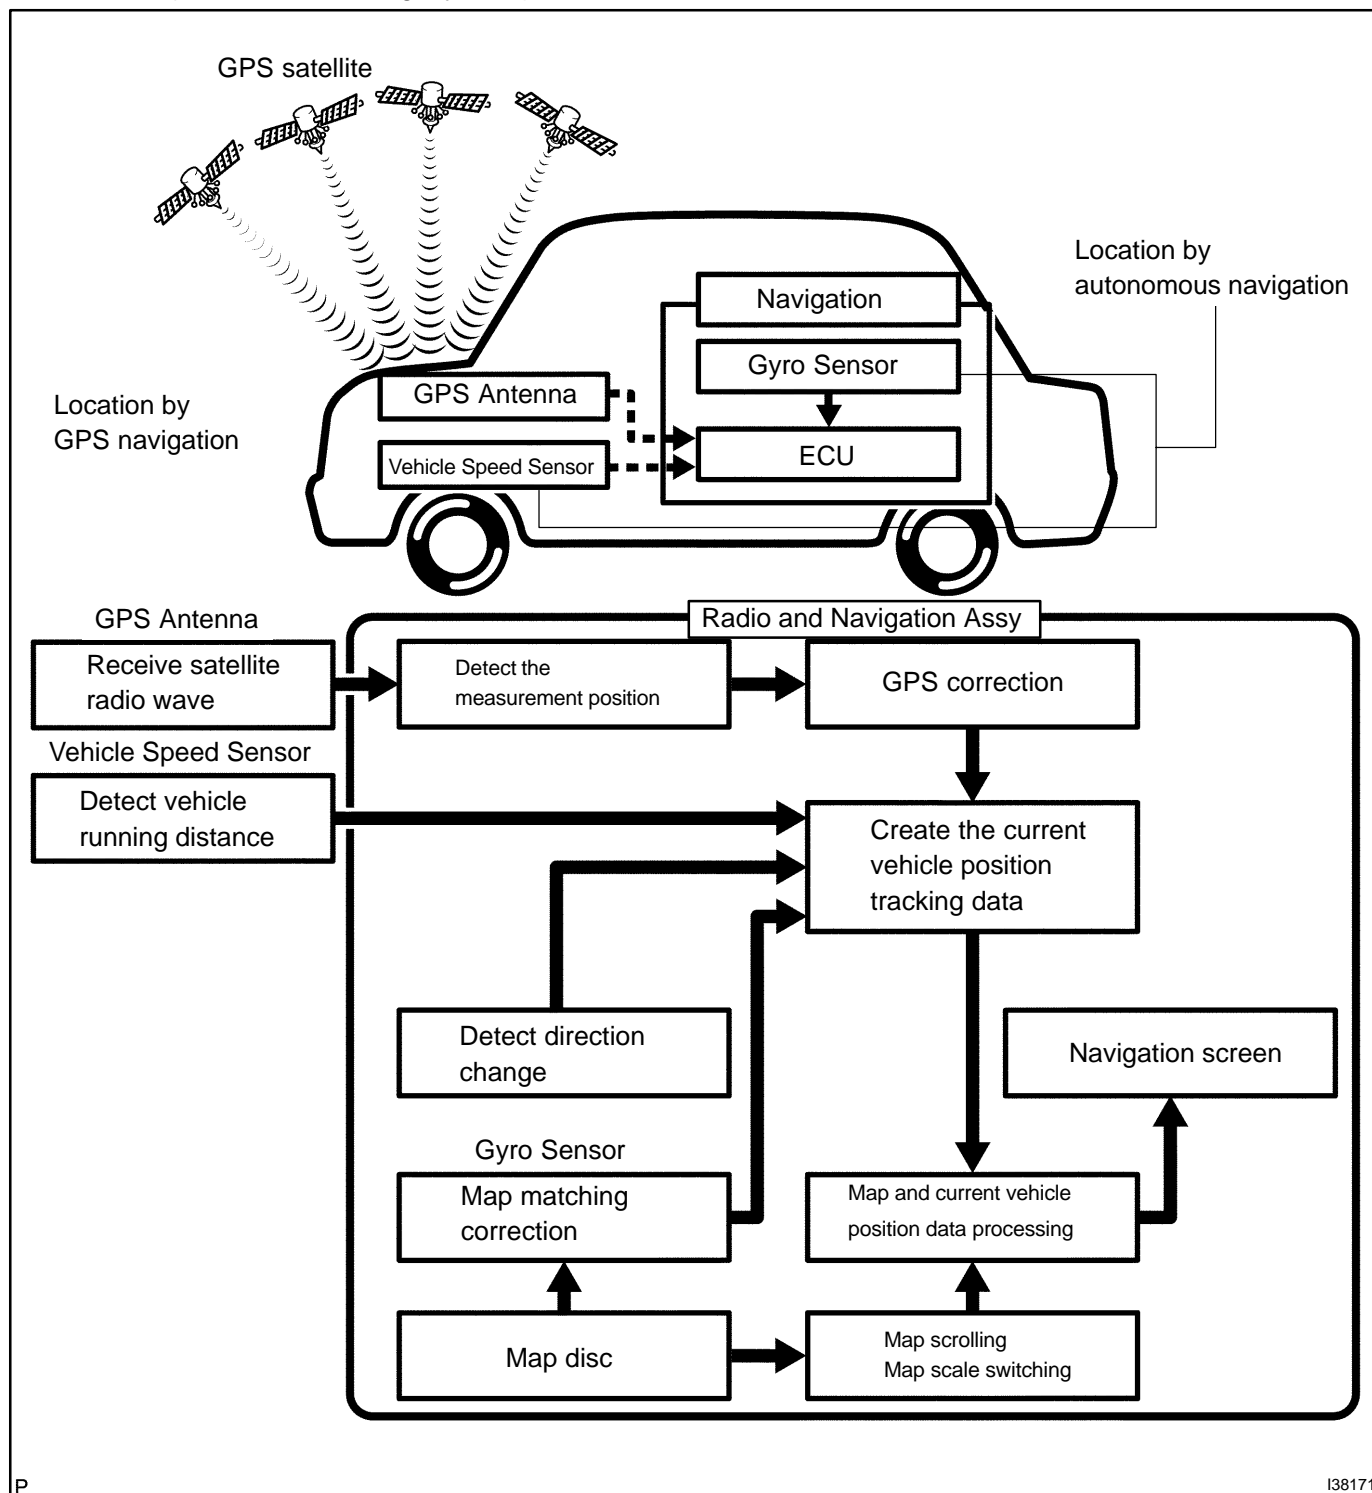 GPS satellite
Location by
autonomous navigation
Navigation
Gyro Sensor
GPS Antenna
Location by
GPS navigation
Vehicle Speed Sensor
ECU
GPS Antenna
Radio and Navigation Assy
Receive satellite
radio wave
Detect the
measurement position
GPS correction
Vehicle Speed Sensor
Detect vehicle
running distance
Create the current
vehicle position
tracking data
Detect direction
change
Navigation screen
Gyro Sensor
Map matching
correction
Map and current vehicle
position data processing
Map disc
Map scrolling
Map scale switching
P
I38171